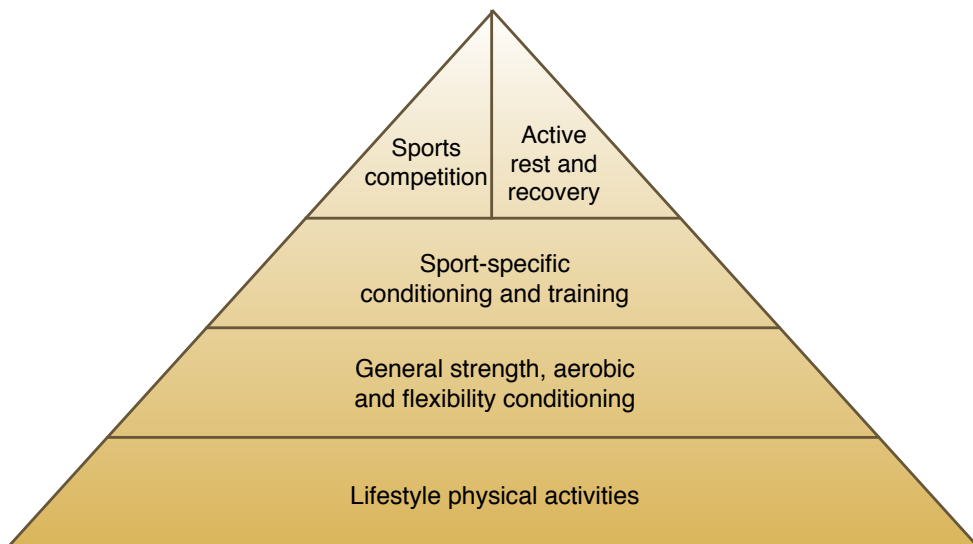 Sports
competition
Active
rest and
recovery
Sport-specific
conditioning and training
General strength, aerobic
and flexibility conditioning
Lifestyle physical activities